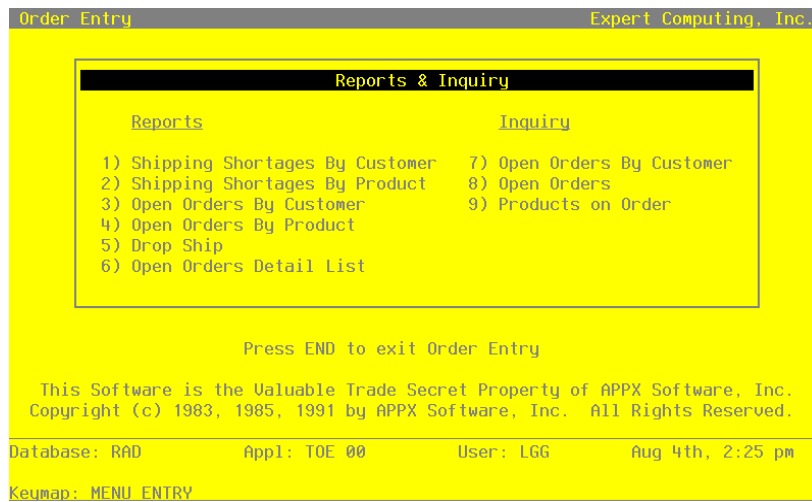 Order Entry Expert Computing, Inc.
Reports & Inquiry
Reports Inquiry
1) Shipping Shortages By Customer 7) Open Orders By Customer
2) Shipping Shortages By Product 8) Open Orders
3) Open Orders By Customer 9) Products on Order
4) Open Orders By Product
5) Drop Ship
6) Open Orders Detail List
Press END to exit Order Entry
This Software is the Valuable Trade Secret Property of APPX Software, Inc.
Copyright (c) 1983, 1985, 1991 by APPX Software, Inc. All Rights Reserved.
Database: RAD Appl: TOE 00 User: LGG Aug 4th, 2:25 pm
Keymap: MENU ENTRY